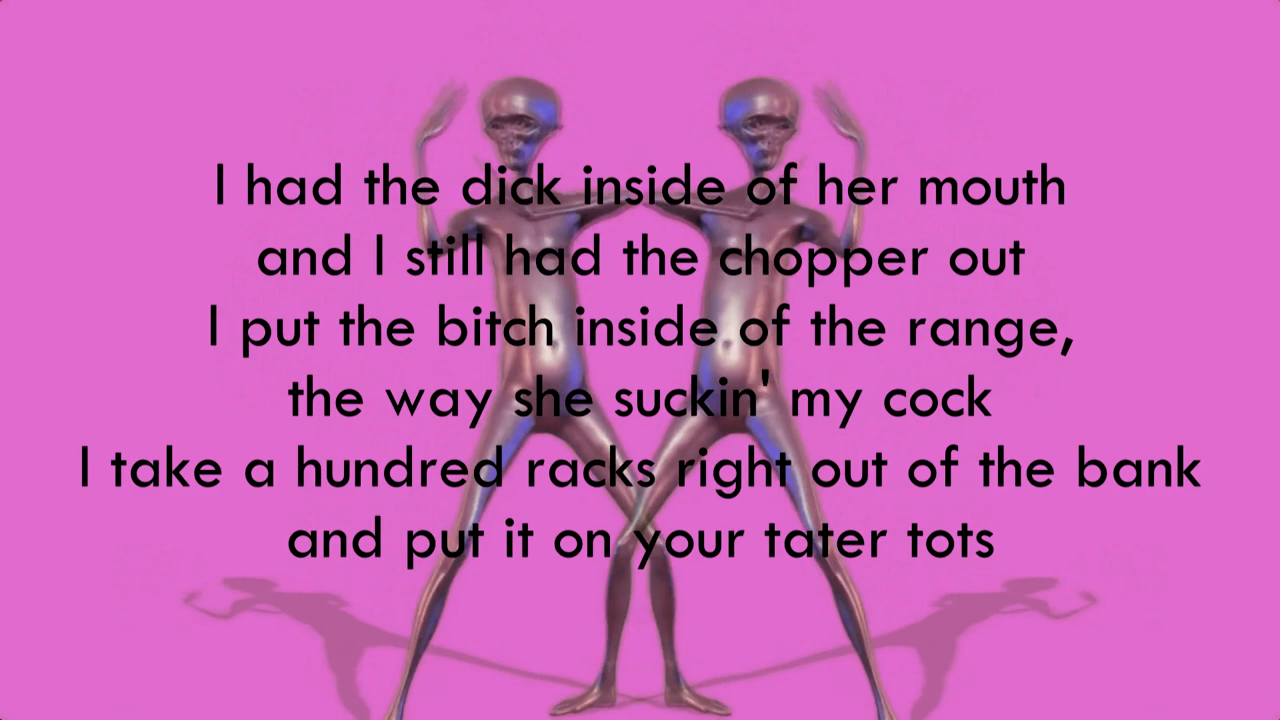 I had the dick inside of her mouth
and I still had the chopper out
I put the bitch inside of the range,
the way she suckin' my cock
I take a hundred racks right out of the bank
and put it on your tater tots